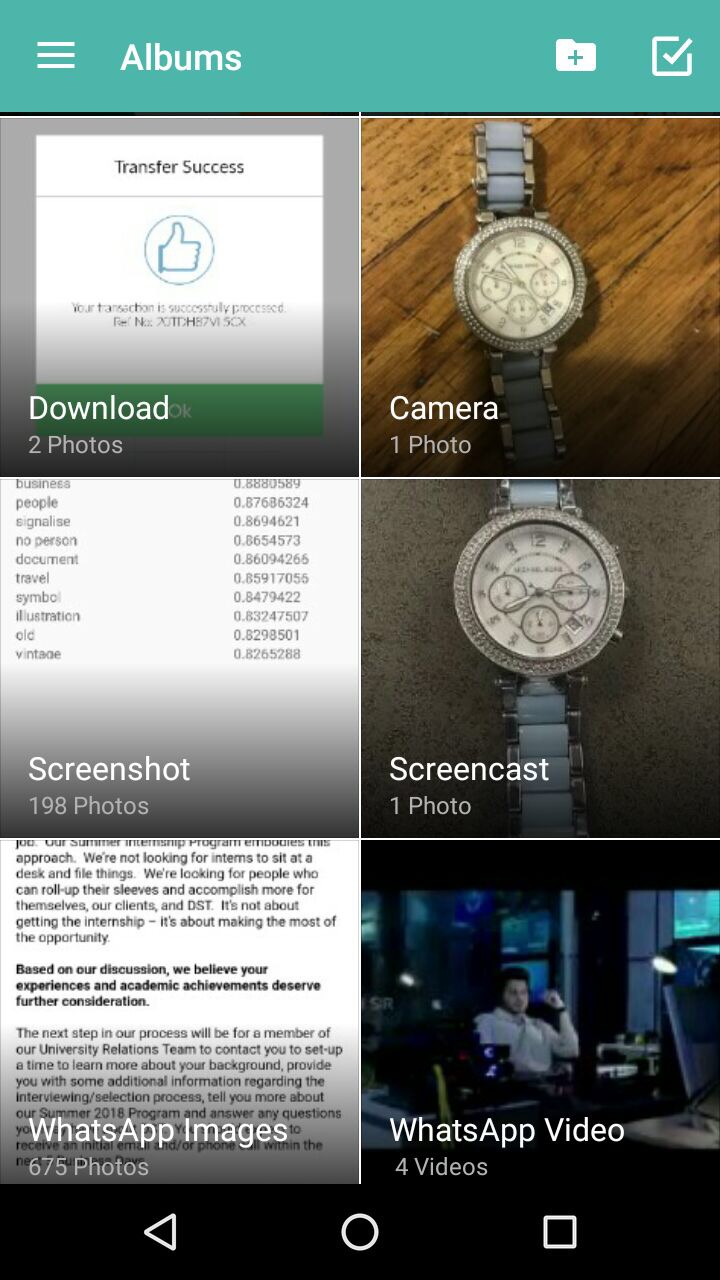 Albums
Transfer Success
Your transaction is successfully processed.
Ok
Download
2 Photos
MICHAEL KORS
Camera
1 Photo
business 0.8880589
people 0.87686324
signalise 0.8694621
no person 0.8654573
document 0.86094266
travel 0.85917056
symbol 0.8479422
illustration 0.83247507
old 0.8298501
vintage 0.8265288
Screenshot
198 Photos
MICHAEL KORS
Screencast
1 Photo
job. Our Summer Internship Program embodies this
approach. We're not looking for interns to sit at a
desk and file things. We're looking for people who
can roll-up their sleeves and accomplish more for
themselves, our clients, and DST. It's not about
getting the internship – it's about making the most of
the opportunity.
Based on our discussion, we believe your
experiences and academic achievements deserve
further consideration.
The next step in our process will be for a member of
our University Relations Team to contact you to set-up
a time to learn more about your background, provide
you with some additional information regarding the
interviewing/selection process, tell you more about
our Summer 2018 Program and answer any questions
to
receive an initial email and/or phone call within the
WhatsApp Images
675 Photos
SIR
WhatsApp Video
4 Videos